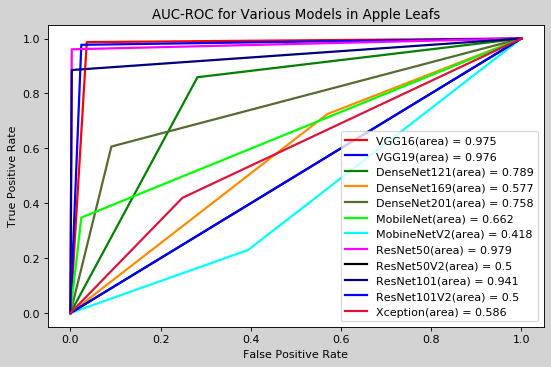 AUC-ROC for Various Models in Apple Leafs
1.0
0.8
0.6
0.4
0.2
0.0
True Positive Rate
VGG16(area) = 0.975
VGG19(area) = 0.976
DenseNet121(area) = 0.789
DenseNet169(area) = 0.577
DenseNet201(area) = 0.758
MobileNet(area) = 0.662
MobineNetV2(area) = 0.418
ResNet50(area) = 0.979
ResNet50V2(area) = 0.5
ResNet101(area) = 0.941
ResNet101V2(area) = 0.5
Xception(area) = 0.586
0.0 0.2 0.4 0.6 0.8 1.0
False Positive Rate